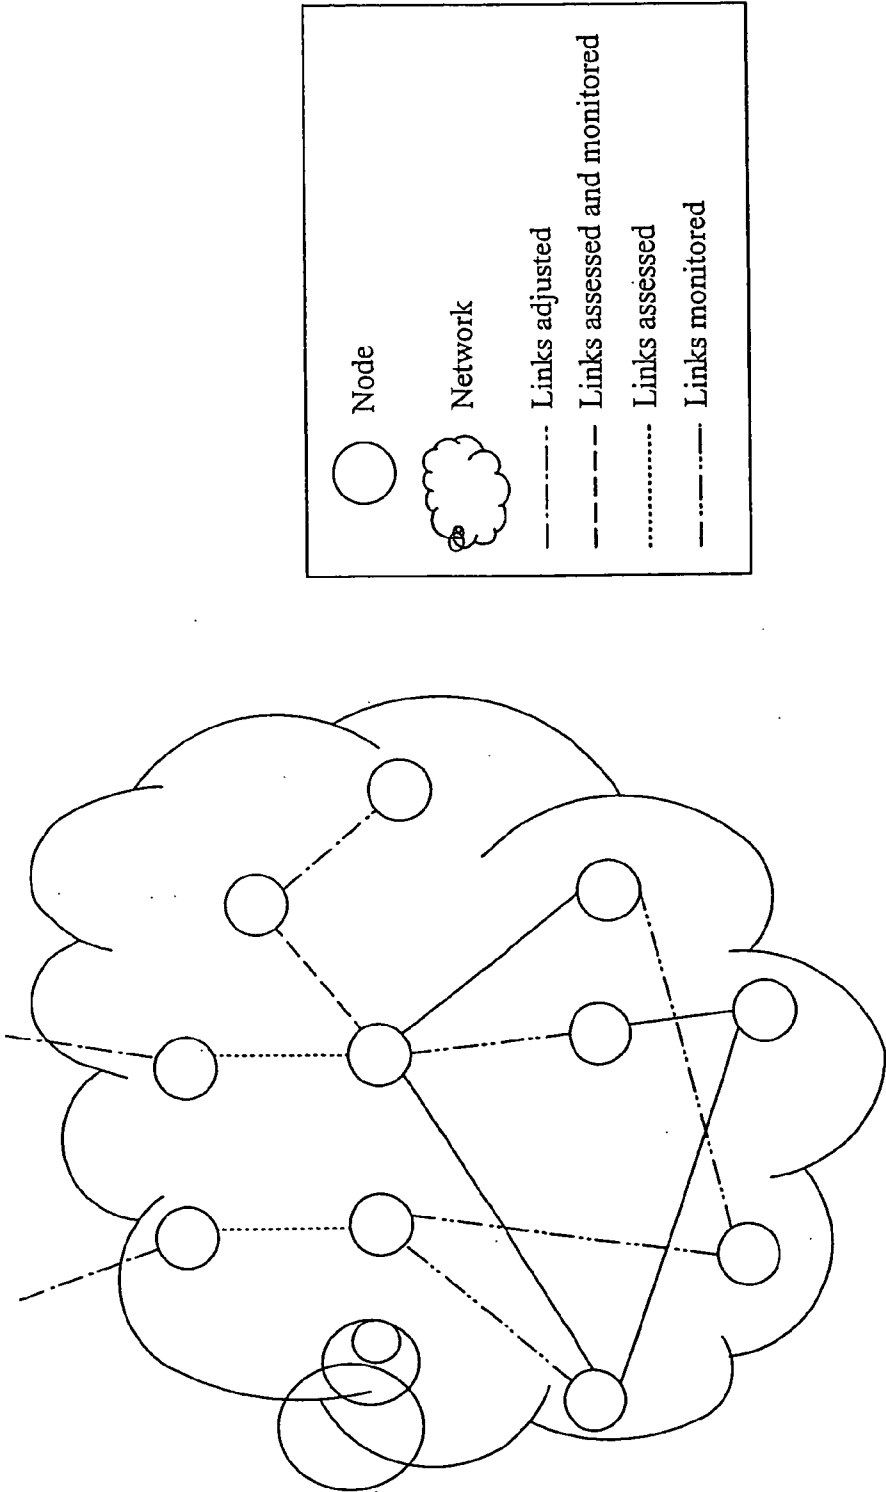 Node
Network
Links adjusted
Links assessed and monitored
Links assessed
Links monitored